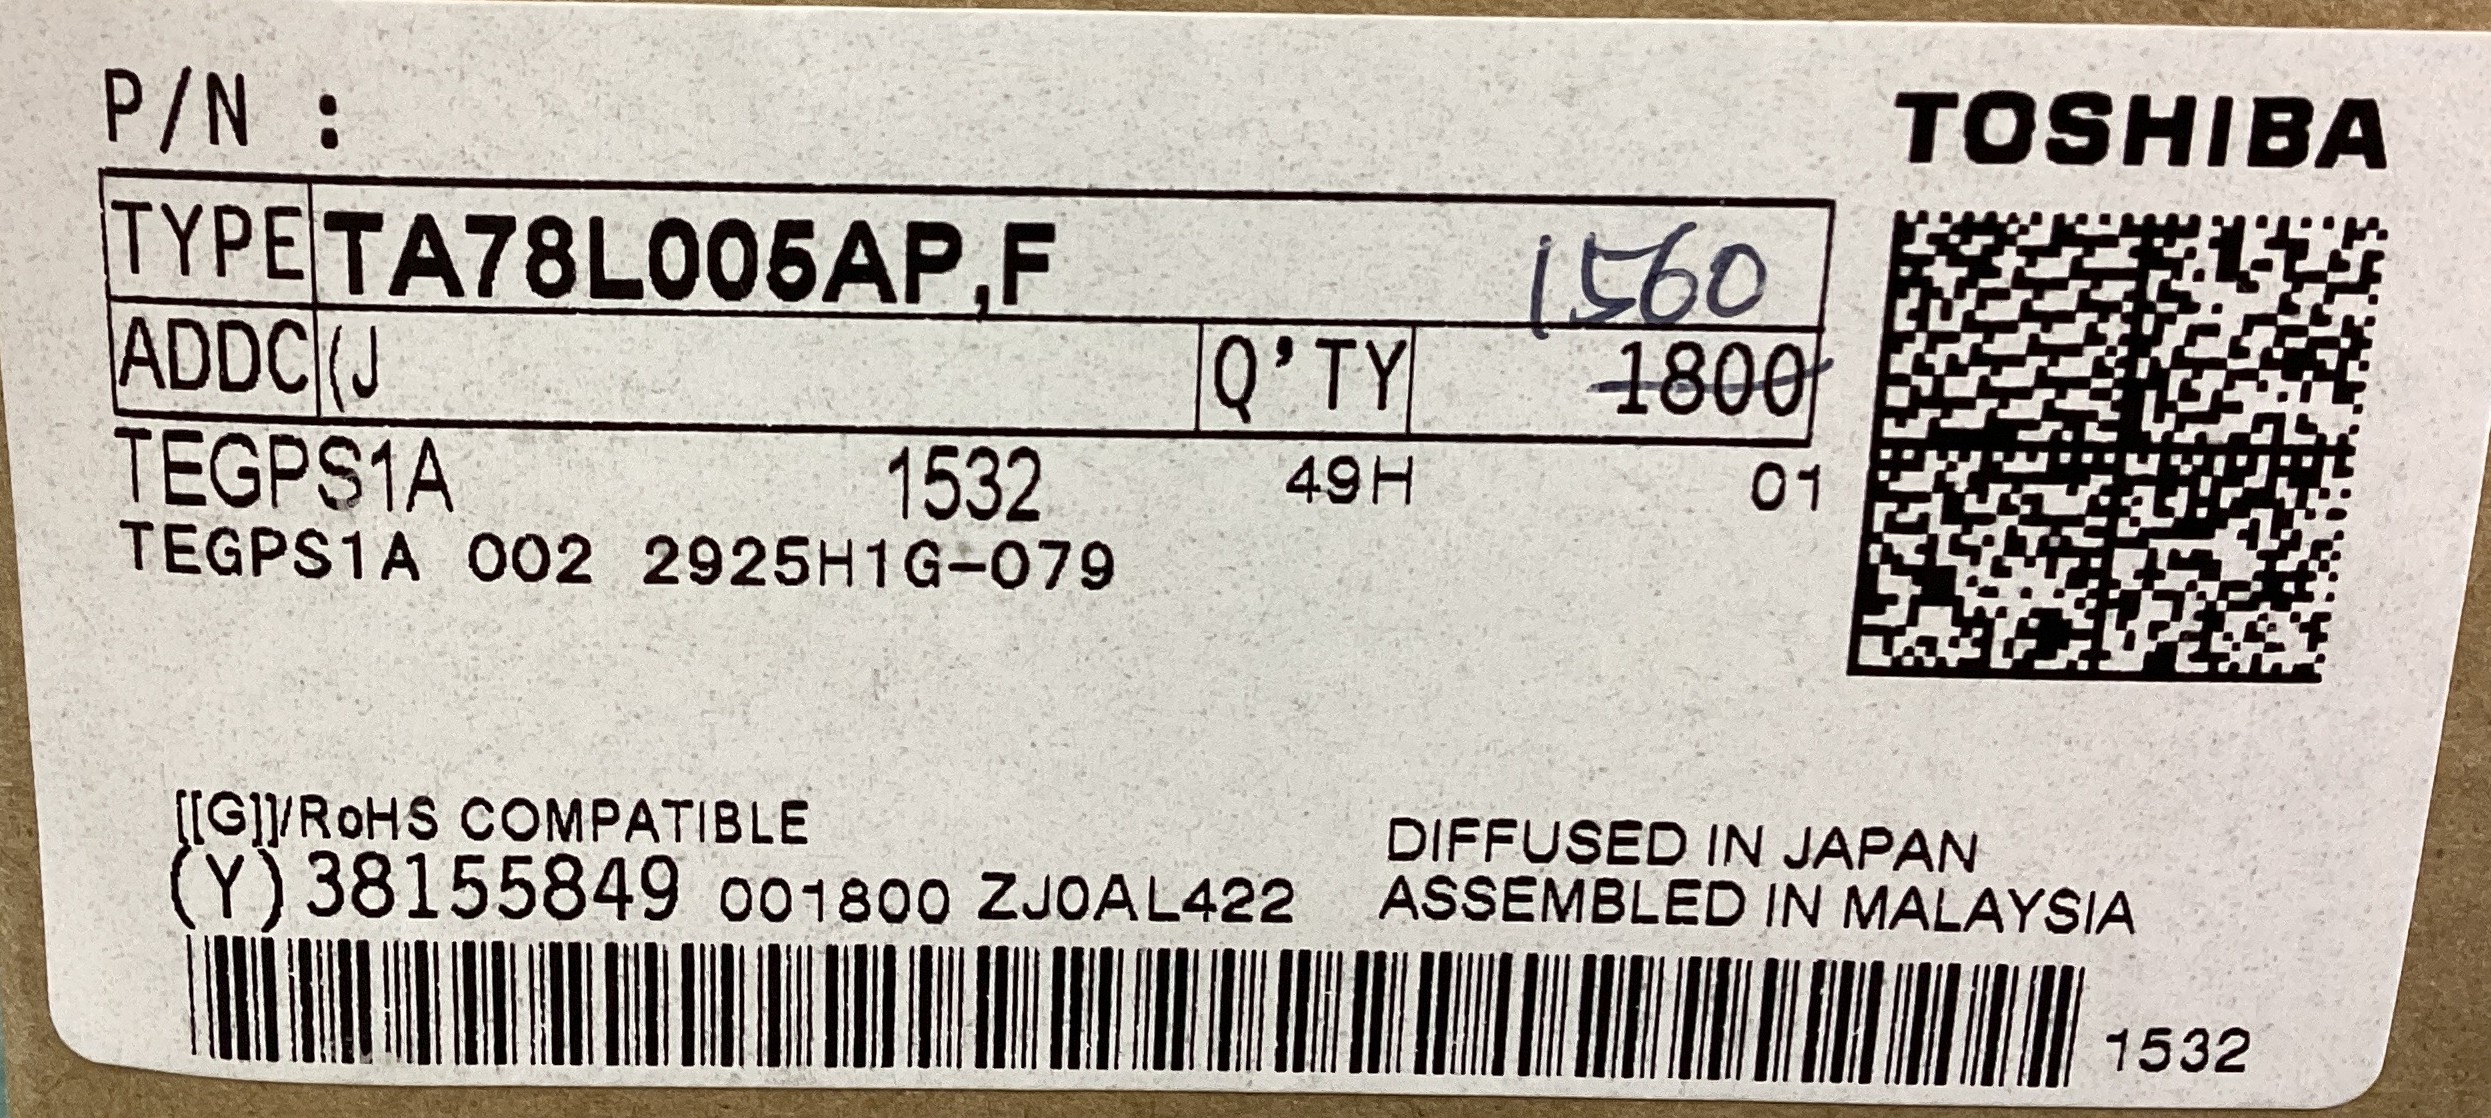 P/N :
TOSHIBA
TYPE TA78L005AP,F 1560
ADDC (J Q'TY 1800
TEGPS1A 1532 49H 01
TEGPS1A 002 2925H1G-079
[[G]]/RoHS COMPATIBLE
DIFFUSED IN JAPAN
(Y)38155849 001800 ZJ0AL422
ASSEMBLED IN MALAYSIA
1532